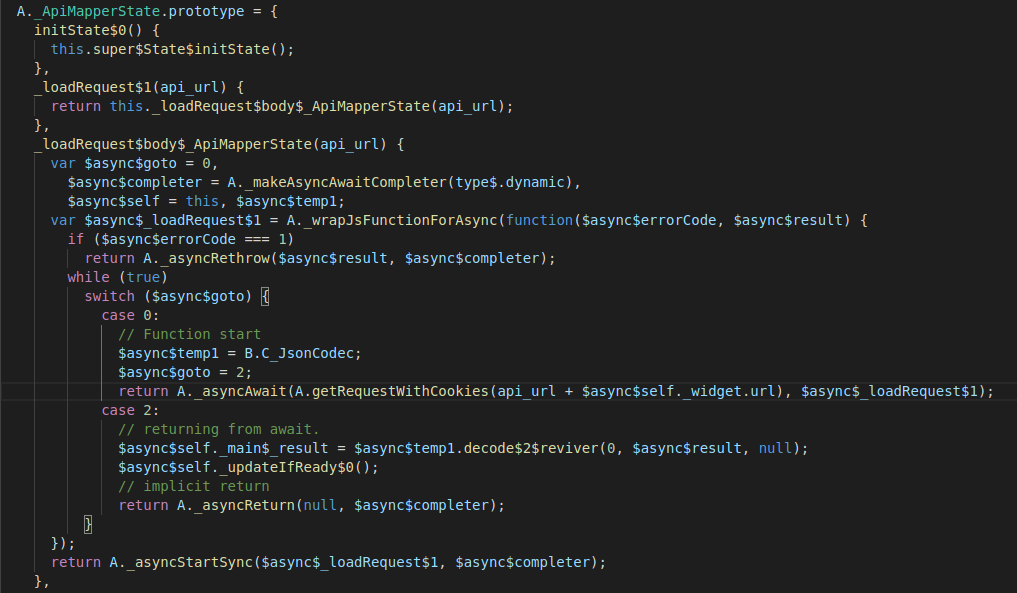 A._ApiMapperState.prototype = {
  initState$0() {
    this.super$State$initState();
  },
  _loadRequest$1(api_url) {
    return this._loadRequest$body$_ApiMapperState(api_url);
  },
  _loadRequest$body$_ApiMapperState(api_url) {
    var $async$goto = 0,
      $async$completer = A._makeAsyncAwaitCompleter(type$.dynamic),
      $async$self = this, $async$temp1;
    var $async$_loadRequest$1 = A._wrapJsFunctionForAsync(function($async$errorCode, $async$result) {
      if ($async$errorCode === 1)
        return A._asyncRethrow($async$result, $async$completer);
      while (true)
        switch ($async$goto) {
          case 0:
            // Function start
            $async$temp1 = B.C_JsonCodec;
            $async$goto = 2;
            return A._asyncAwait(A.getRequestWithCookies(api_url + $async$self._widget.url), $async$_loadRequest$1);
          case 2:
            // returning from await.
            $async$self._main$_result = $async$temp1.decode$2$reviver(0, $async$result, null);
            $async$self._updateIfReady$0();
            // implicit return
            return A._asyncReturn(null, $async$completer);
        }
    });
    return A._asyncStartSync($async$_loadRequest$1, $async$completer);
  },